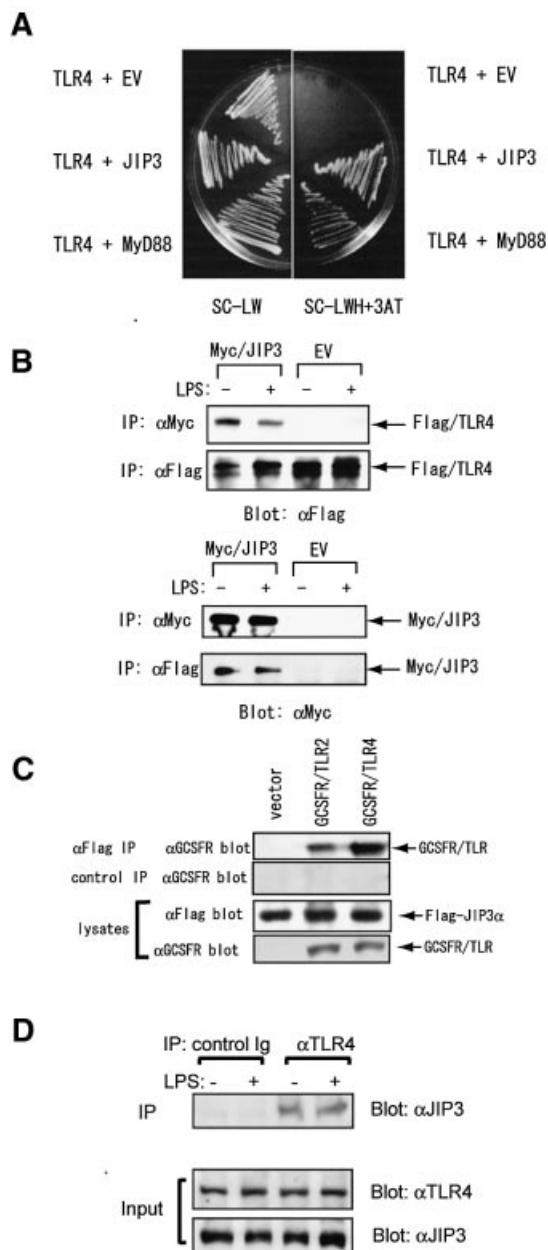 A
TLR4 + EV
TLR4 + EV
TLR4 + JIP3
TLR4 + JIP3
TLR4 + MyD88
TLR4 + MyD88
SC-LW
SC-LWH+3AT
B
Myc/JIP3 EV
LPS: - + - +
IP: αMyc Flag/TLR4
IP: αFlag Flag/TLR4
Blot: αFlag
Myc/JIP3 EV
LPS: - + - +
IP: αMyc Myc/JIP3
IP: αFlag Myc/JIP3
Blot: αMyc
C
vector GCSFR/TLR2 GCSFR/TLR4
αFlag IP αGCSFR blot GCSFR/TLR
control IP αGCSFR blot
lysates αFlag blot Flag-JIP3α
αGCSFR blot GCSFR/TLR
D
IP: control Ig αTLR4
LPS: - + - +
IP Blot: αJIP3
Input Blot: αTLR4
Blot: αJIP3